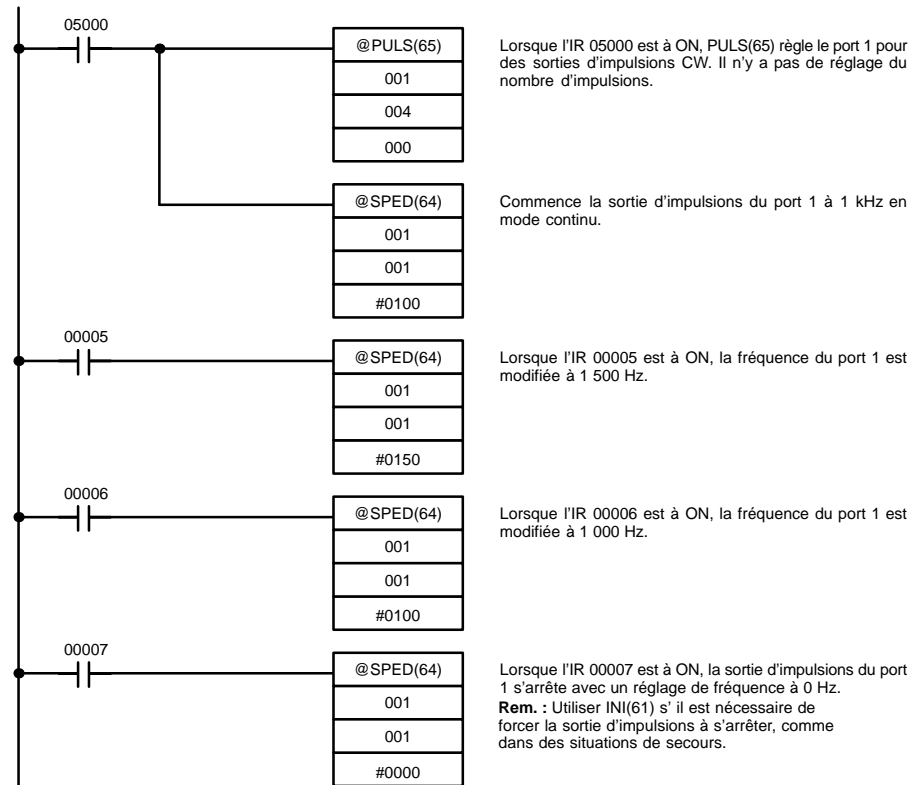 05000
@PULS(65)
001
004
000
Lorsque l'IR 05000 est à ON, PULS(65) règle le port 1 pour
des sorties d'impulsions CW. Il n'y a pas de réglage du
nombre d'impulsions.
@SPED(64)
001
001
#0100
Commence la sortie d'impulsions du port 1 à 1 kHz en
mode continu.
00005
@SPED(64)
001
001
#0150
Lorsque l'IR 00005 est à ON, la fréquence du port 1 est
modifiée à 1 500 Hz.
00006
@SPED(64)
001
001
#0100
Lorsque l'IR 00006 est à ON, la fréquence du port 1 est
modifiée à 1 000 Hz.
00007
@SPED(64)
001
001
#0000
Lorsque l'IR 00007 est à ON, la sortie d'impulsions du port
1 s'arrête avec un réglage de fréquence à 0 Hz.
Rem. : Utiliser INI(61) s' il est nécessaire de
forcer la sortie d'impulsions à s'arrêter, comme
dans des situations de secours.